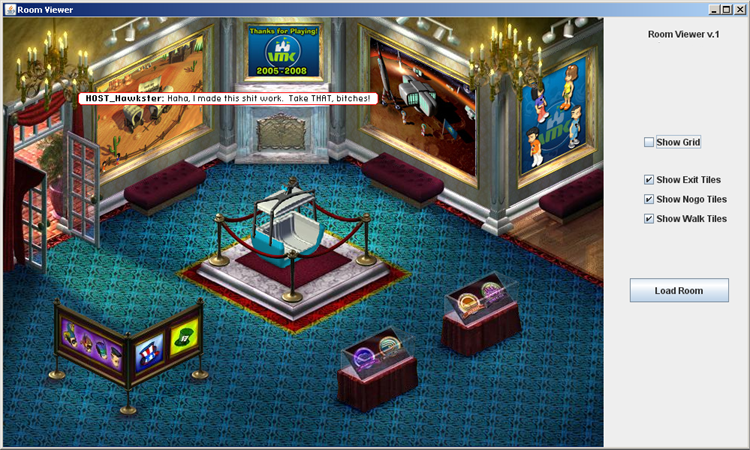 Room Viewer
Room Viewer v.1
Thanks for Playing!
VMK
2005-2008
HOST_Hawkster: Haha, I made this shit work. Take THAT, bitches!
VMK
Show Grid
Show Exit Tiles
Show Nogo Tiles
Show Walk Tiles
Load Room